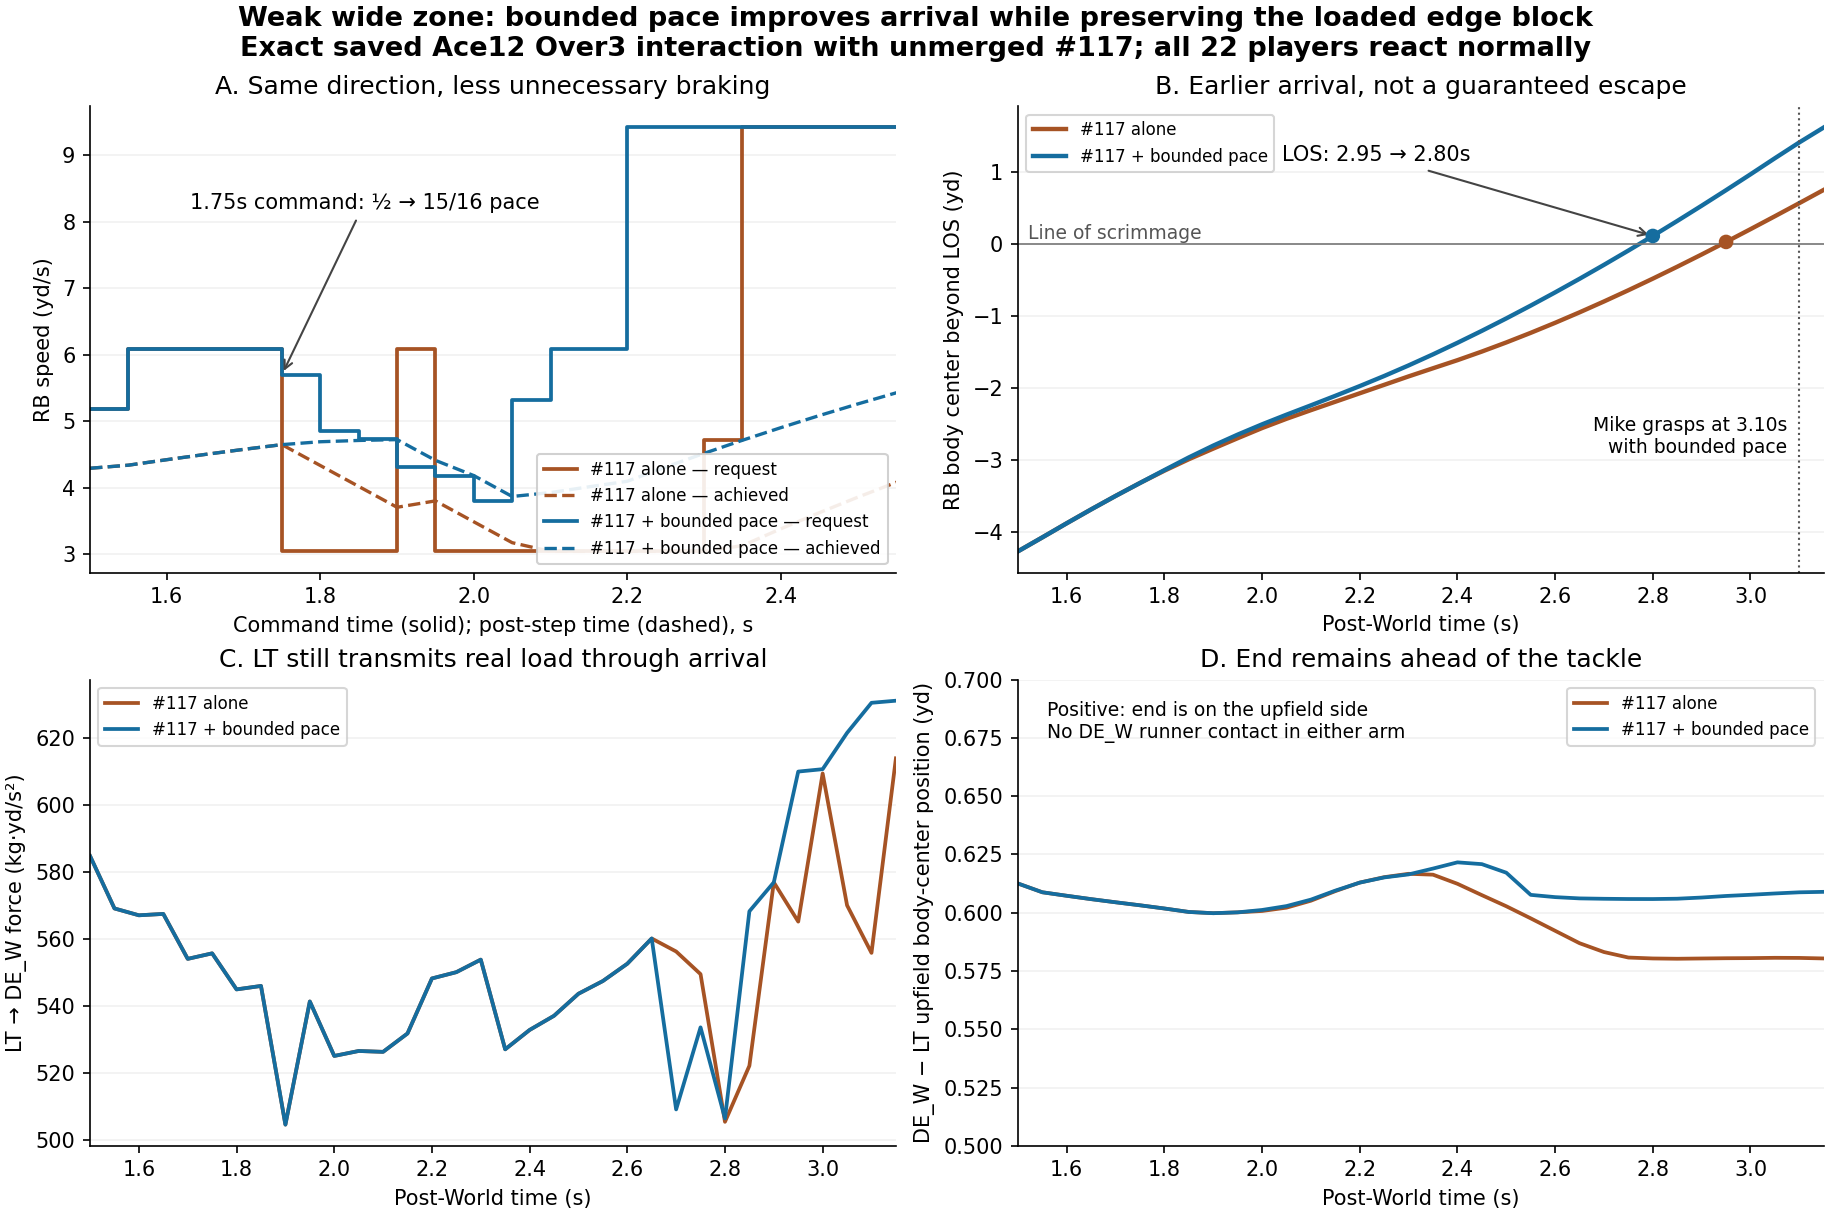 Weak wide zone: bounded pace improves arrival while preserving the loaded edge block
Exact saved Ace12 Over3 interaction with unmerged #117; all 22 players react normally
A. Same direction, less unnecessary braking
RB speed (yd/s)
9
8
7
6
5
4
3
1.75s command: ½ → 15/16 pace
#117 alone — request
#117 alone — achieved
#117 + bounded pace — request
#117 + bounded pace — achieved
1.6
1.8
2.0
2.2
2.4
Command time (solid); post-step time (dashed), s
B. Earlier arrival, not a guaranteed escape
RB body center beyond LOS (yd)
1
0
−1
−2
−3
−4
#117 alone
#117 + bounded pace
LOS: 2.95 → 2.80s
Line of scrimmage
Mike grasps at 3.10s
with bounded pace
1.6
1.8
2.0
2.2
2.4
2.6
2.8
3.0
Post-World time (s)
C. LT still transmits real load through arrival
LT → DE_W force (kg·yd/s²)
620
600
580
560
540
520
500
#117 alone
#117 + bounded pace
1.6
1.8
2.0
2.2
2.4
2.6
2.8
3.0
Post-World time (s)
D. End remains ahead of the tackle
DE_W − LT upfield body-center position (yd)
0.700
0.675
0.650
0.625
0.600
0.575
0.550
0.525
0.500
Positive: end is on the upfield side
No DE_W runner contact in either arm
#117 alone
#117 + bounded pace
1.6
1.8
2.0
2.2
2.4
2.6
2.8
3.0
Post-World time (s)